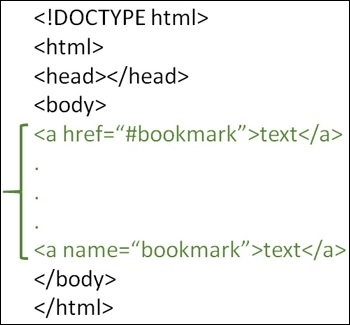 <!DOCTYPE html>
<html>
<head></head>
<body>
<a href=“#bookmark”>text</a>
.
.
.
<a name=“bookmark”>text</a>
</body>
</html>